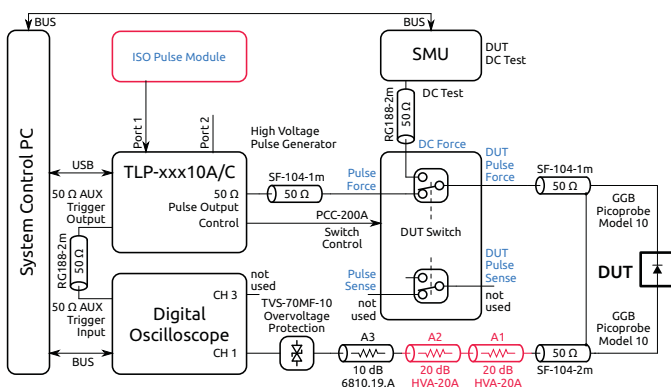 BUS
BUS
ISO Pulse Module
SMU
DUT
DC Test
DC Test
RG188-2m
50 Ω
Port 1
Port 2
High Voltage
Pulse Generator
System Control PC
USB
TLP-xxx10A/C
50 Ω
Pulse Output
Control
SF-104-1m
50 Ω
Pulse
Force
DC Force
DUT
Pulse
Force
SF-104-1m
50 Ω
50 Ω AUX
Trigger
Output
PCC-200A
Switch
Control
DUT Switch
GGB
Picoprobe
Model 10
RG188-2m
50 Ω
DUT
Pulse
Sense
not
used
Pulse
Sense
not
used
DUT
50 Ω AUX
Trigger
Input
Digital
Oscilloscope
CH 3
not
used
CH 1
TVS-70MF-10
Overvoltage
Protection
GGB
Picoprobe
Model 10
BUS
A3
10 dB
6810.19.A
A2
20 dB
HVA-20A
A1
20 dB
HVA-20A
50 Ω
SF-104-2m